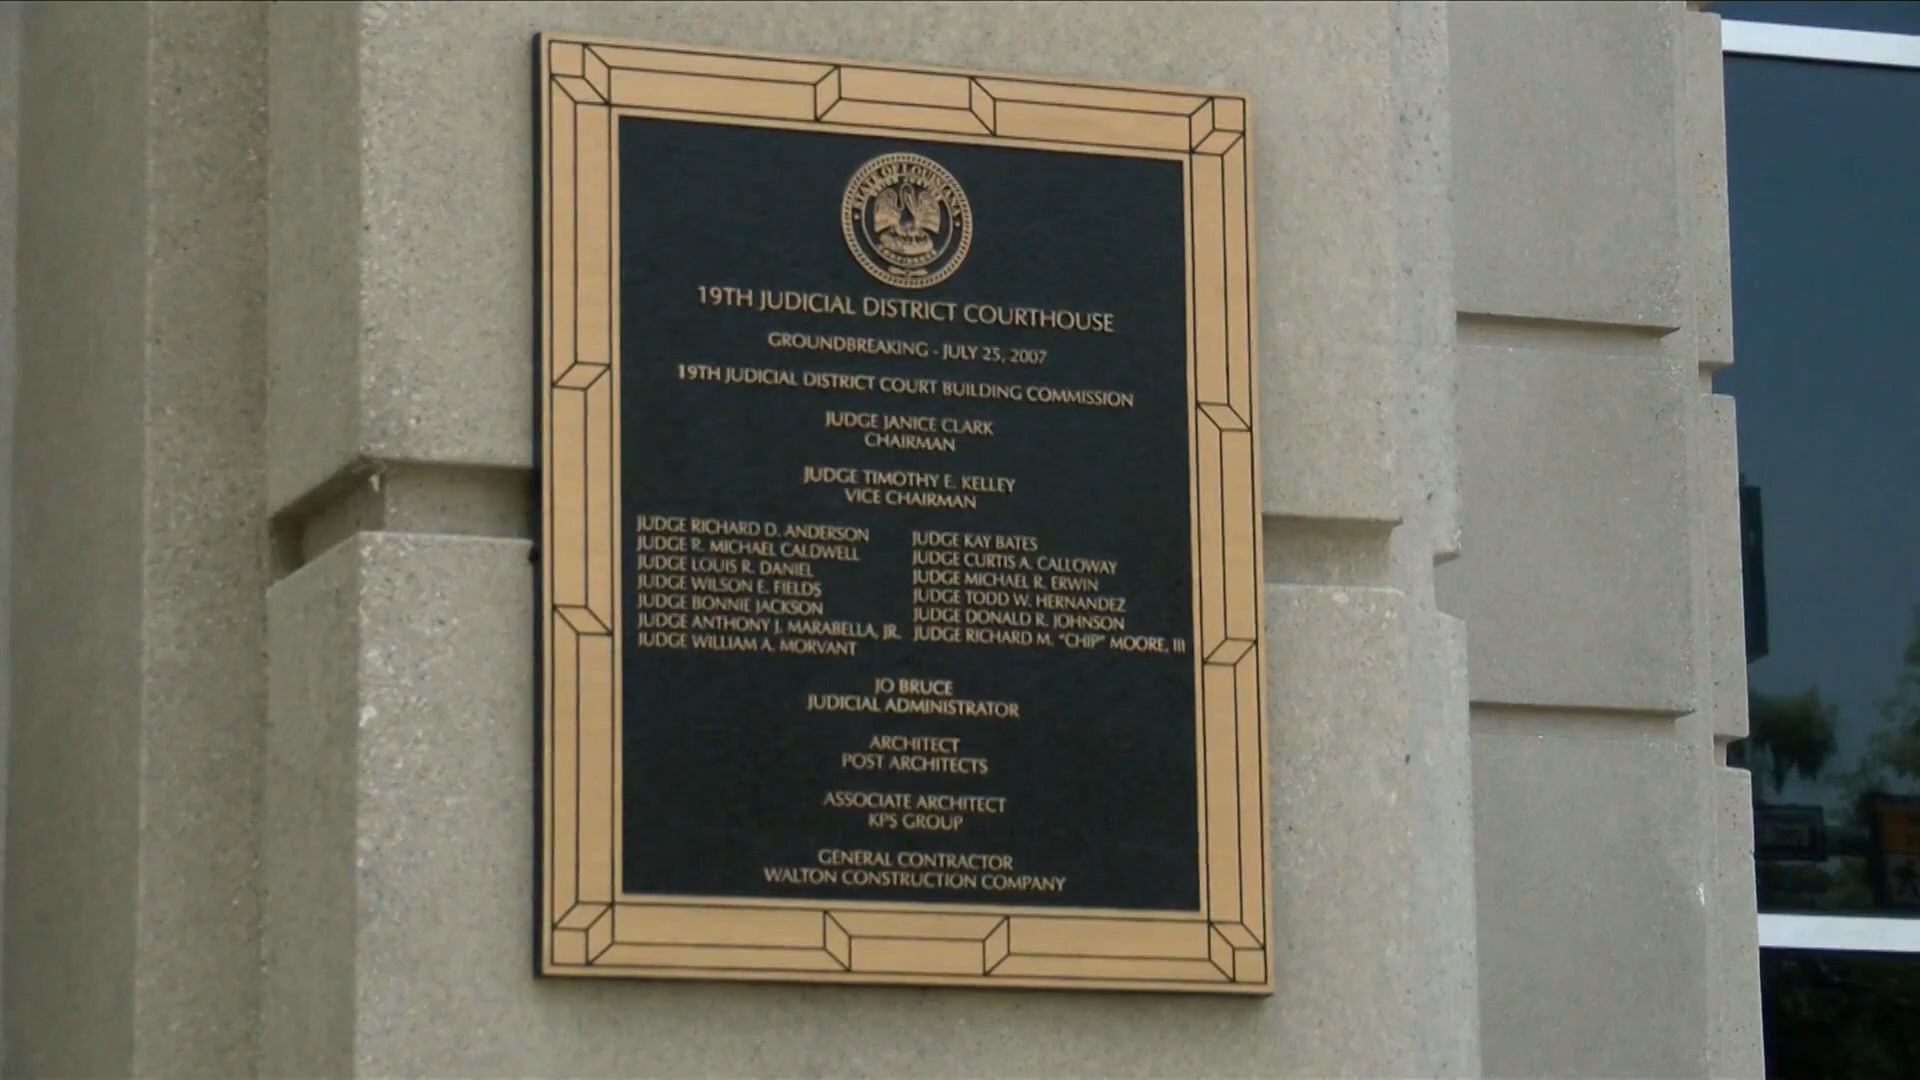 STATE OF LOUISIANA
19TH JUDICIAL DISTRICT COURTHOUSE
GROUNDBREAKING - JULY 25, 2007
19TH JUDICIAL DISTRICT COURT BUILDING COMMISSION
JUDGE JANICE CLARK
CHAIRMAN
JUDGE TIMOTHY E. KELLEY
VICE CHAIRMAN
JUDGE RICHARD D. ANDERSON
JUDGE R. MICHAEL CALDWELL
JUDGE LOUIS R. DANIEL
JUDGE WILSON E. FIELDS
JUDGE BONNIE JACKSON
JUDGE ANTHONY J. MARABELLA, JR.
JUDGE WILLIAM A. MORVANT
JUDGE KAY BATES
JUDGE CURTIS A. CALLOWAY
JUDGE MICHAEL R. ERWIN
JUDGE TODD W. HERNANDEZ
JUDGE DONALD R. JOHNSON
JUDGE RICHARD M. "CHIP" MOORE, III
JO BRUCE
JUDICIAL ADMINISTRATOR
ARCHITECT
POST ARCHITECTS
ASSOCIATE ARCHITECT
KPS GROUP
GENERAL CONTRACTOR
WALTON CONSTRUCTION COMPANY